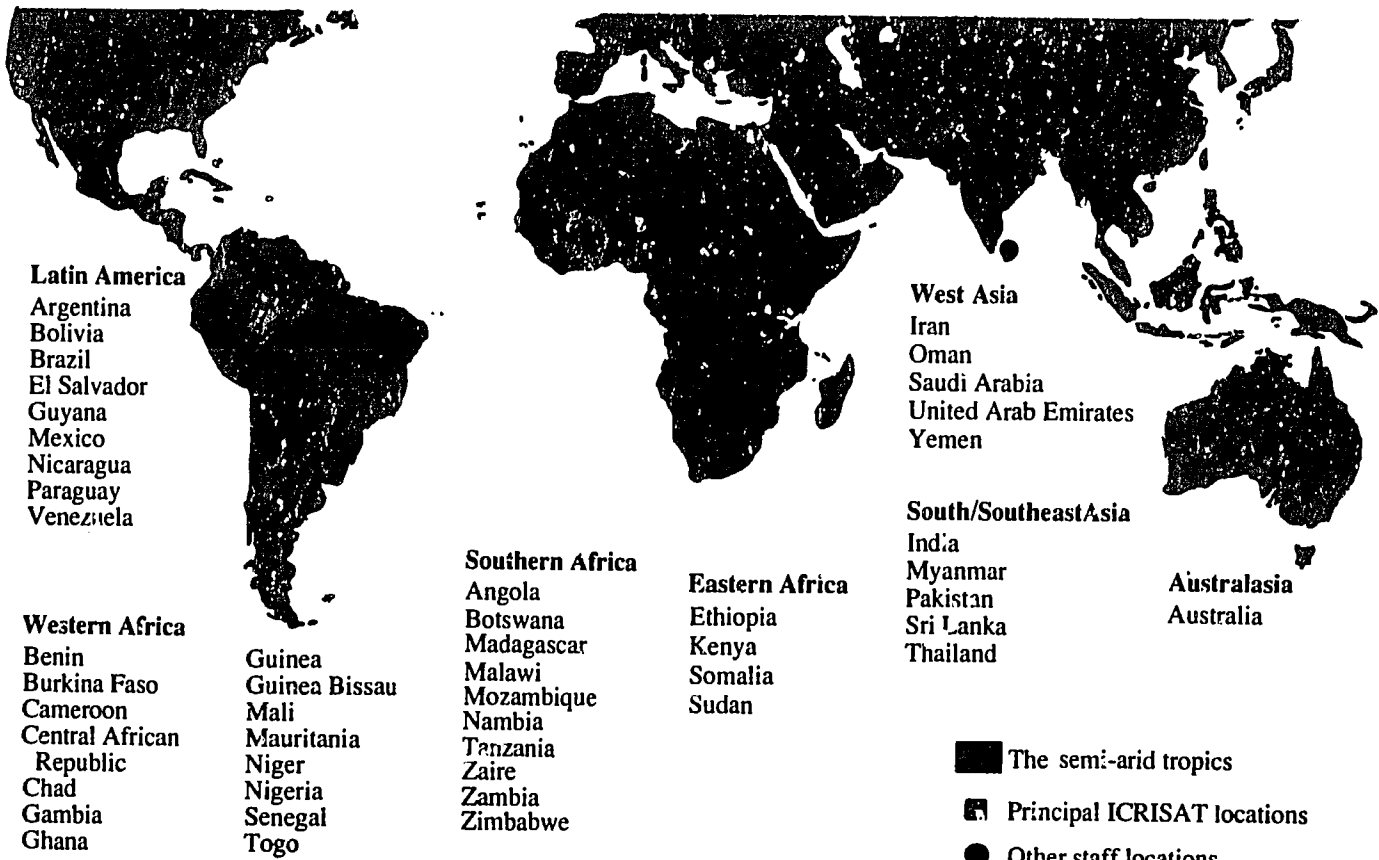 Latin America
Argentina
Bolivia
Brazil
El Salvador
Guyana
Mexico
Nicaragua
Paraguay
Venezuela
Western Africa
Benin
Burkina Faso
Cameroon
Central African
Republic
Chad
Gambia
Ghana
Guinea
Guinea Bissau
Mali
Mauritania
Niger
Nigeria
Senegal
Togo
Southern Africa
Angola
Botswana
Madagascar
Malawi
Mozambique
Nambia
Tanzania
Zaire
Zambia
Zimbabwe
Eastern Africa
Ethiopia
Kenya
Somalia
Sudan
West Asia
Iran
Oman
Saudi Arabia
United Arab Emirates
Yemen
South/SoutheastAsia
India
Myanmar
Pakistan
Sri Lanka
Thailand
Australasia
Australia
The semi-arid tropics
Principal ICRISAT locations
Other staff locations